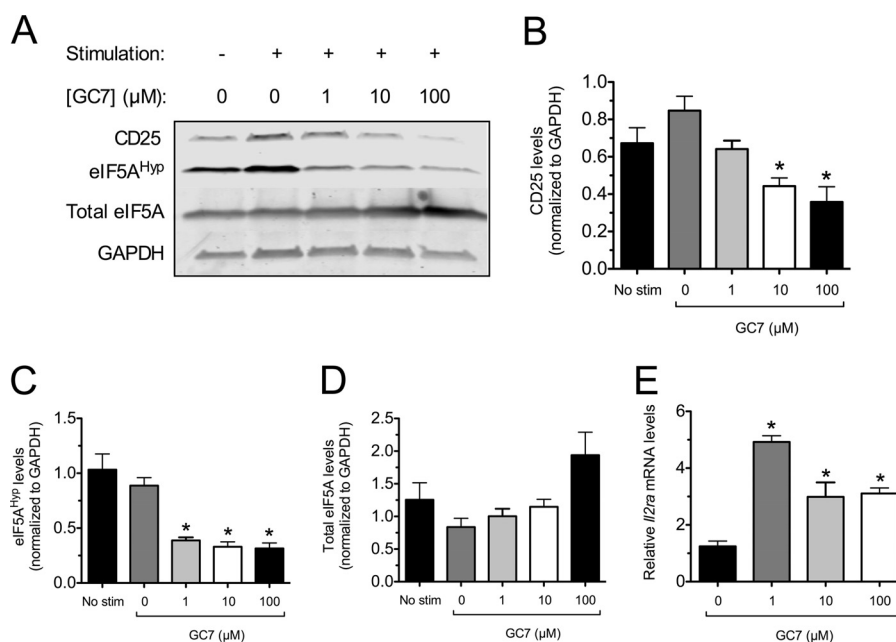 A
Stimulation: - + + + +
[GC7] (µM): 0 0 1 10 100
CD25
eIF5A^Hyp
Total eIF5A
GAPDH
B
CD25 levels
(normalized to GAPDH)
1.0
0.8
0.6
0.4
0.2
0.0
* *
No stim 0 1 10 100
GC7 (µM)
C
eIF5A^Hyp levels
(normalized to GAPDH)
1.5
1.0
0.5
0.0
* * *
No stim 0 1 10 100
GC7 (µM)
D
Total eIF5A levels
(normalized to GAPDH)
2.5
2.0
1.5
1.0
0.5
0.0
No stim 0 1 10 100
GC7 (µM)
E
Relative Il2ra mRNA levels
6
4
2
0
* * *
0 1 10 100
GC7 (µM)